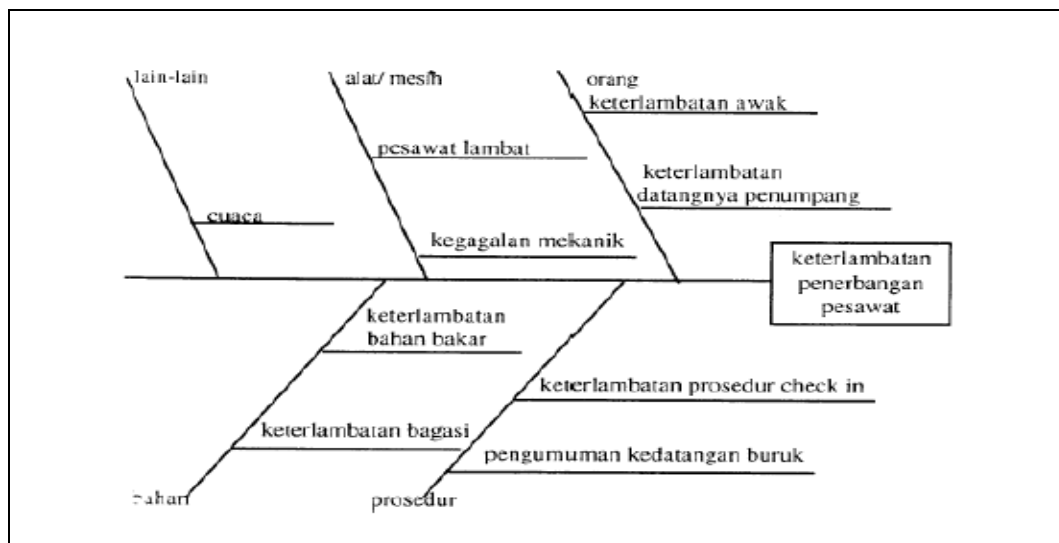 lain-lain
alat/ mesin
orang
keterlambatan awak
pesawat lambat
keterlambatan
datangnya penumpang
cuaca
kegagalan mekanik
keterlambatan
penerbangan
pesawat
keterlambatan
bahan bakar
keterlambatan prosedur check in
keterlambatan bagasi
pengumuman kedatangan buruk
bahan
prosedur